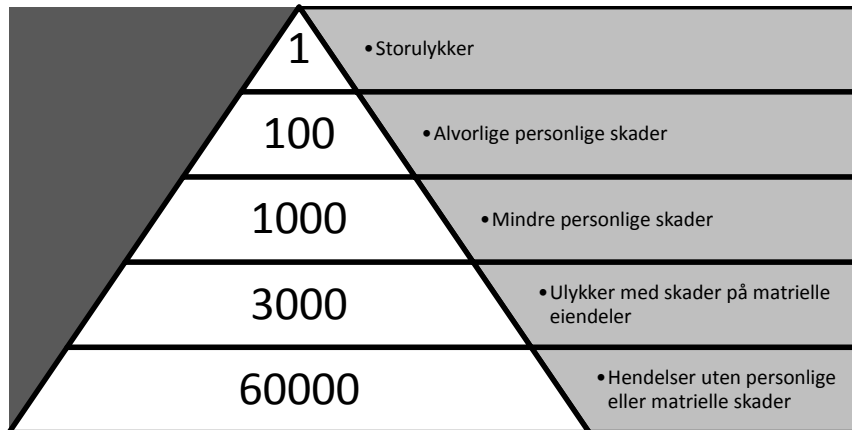 1
•Storulykker
100
•Alvorlige personlige skader
1000
•Mindre personlige skader
3000
•Ulykker med skader på matrielle
eiendeler
60000
•Hendelser uten personlige
eller matrielle skader